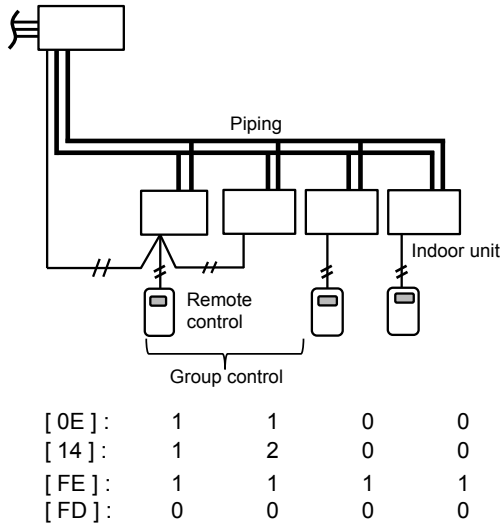 Piping
Indoor unit
Remote
control
Group control
[ 0E ] : 1 1 0 0
[ 14 ] : 1 2 0 0
[ FE ] : 1 1 1 1
[ FD ] : 0 0 0 0